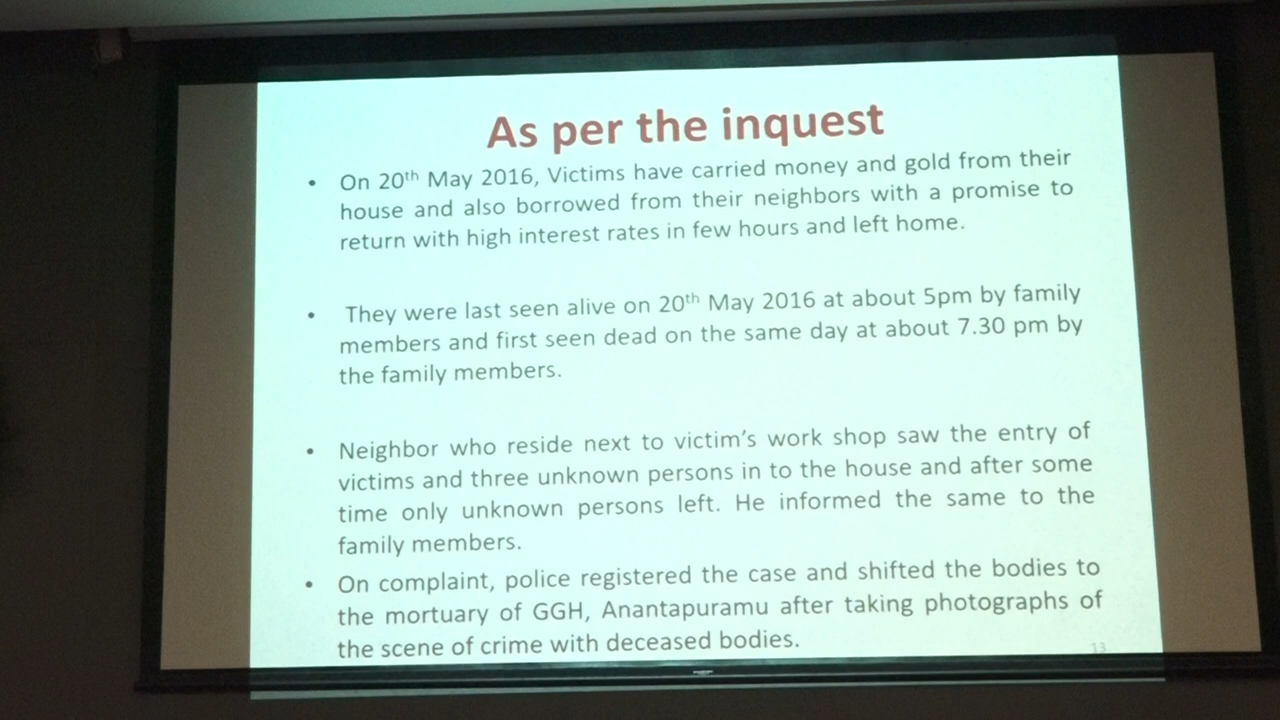 As per the inquest
• On 20th May 2016, Victims have carried money and gold from their
house and also borrowed from their neighbors with a promise to
return with high interest rates in few hours and left home.
• They were last seen alive on 20th May 2016 at about 5pm by family
members and first seen dead on the same day at about 7.30 pm by
the family members.
• Neighbor who reside next to victim's work shop saw the entry of
victims and three unknown persons in to the house and after some
time only unknown persons left. He informed the same to the
family members.
• On complaint, police registered the case and shifted the bodies to
the mortuary of GGH, Anantapuramu after taking photographs of
the scene of crime with deceased bodies.
13